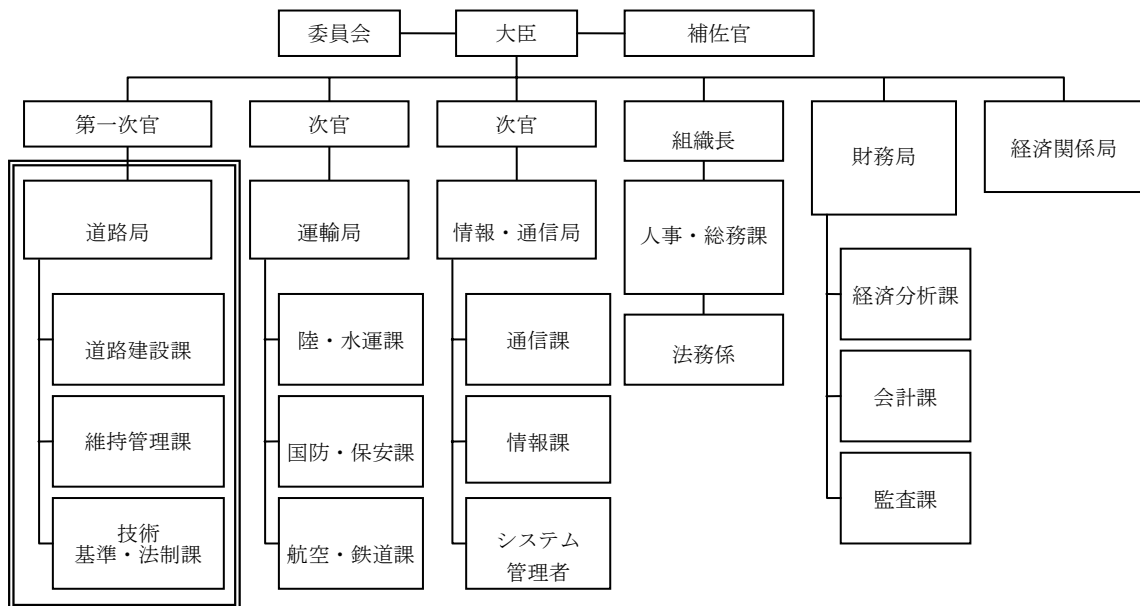 委員会
大臣
補佐官
第一次官
次官
次官
組織長
財務局
経済関係局
道路局
運輸局
情報・通信局
人事・総務課
道路建設課
陸・水運課
通信課
法務係
経済分析課
維持管理課
国防・保安課
情報課
会計課
技術
基準・法制課
航空・鉄道課
システム
管理者
監査課